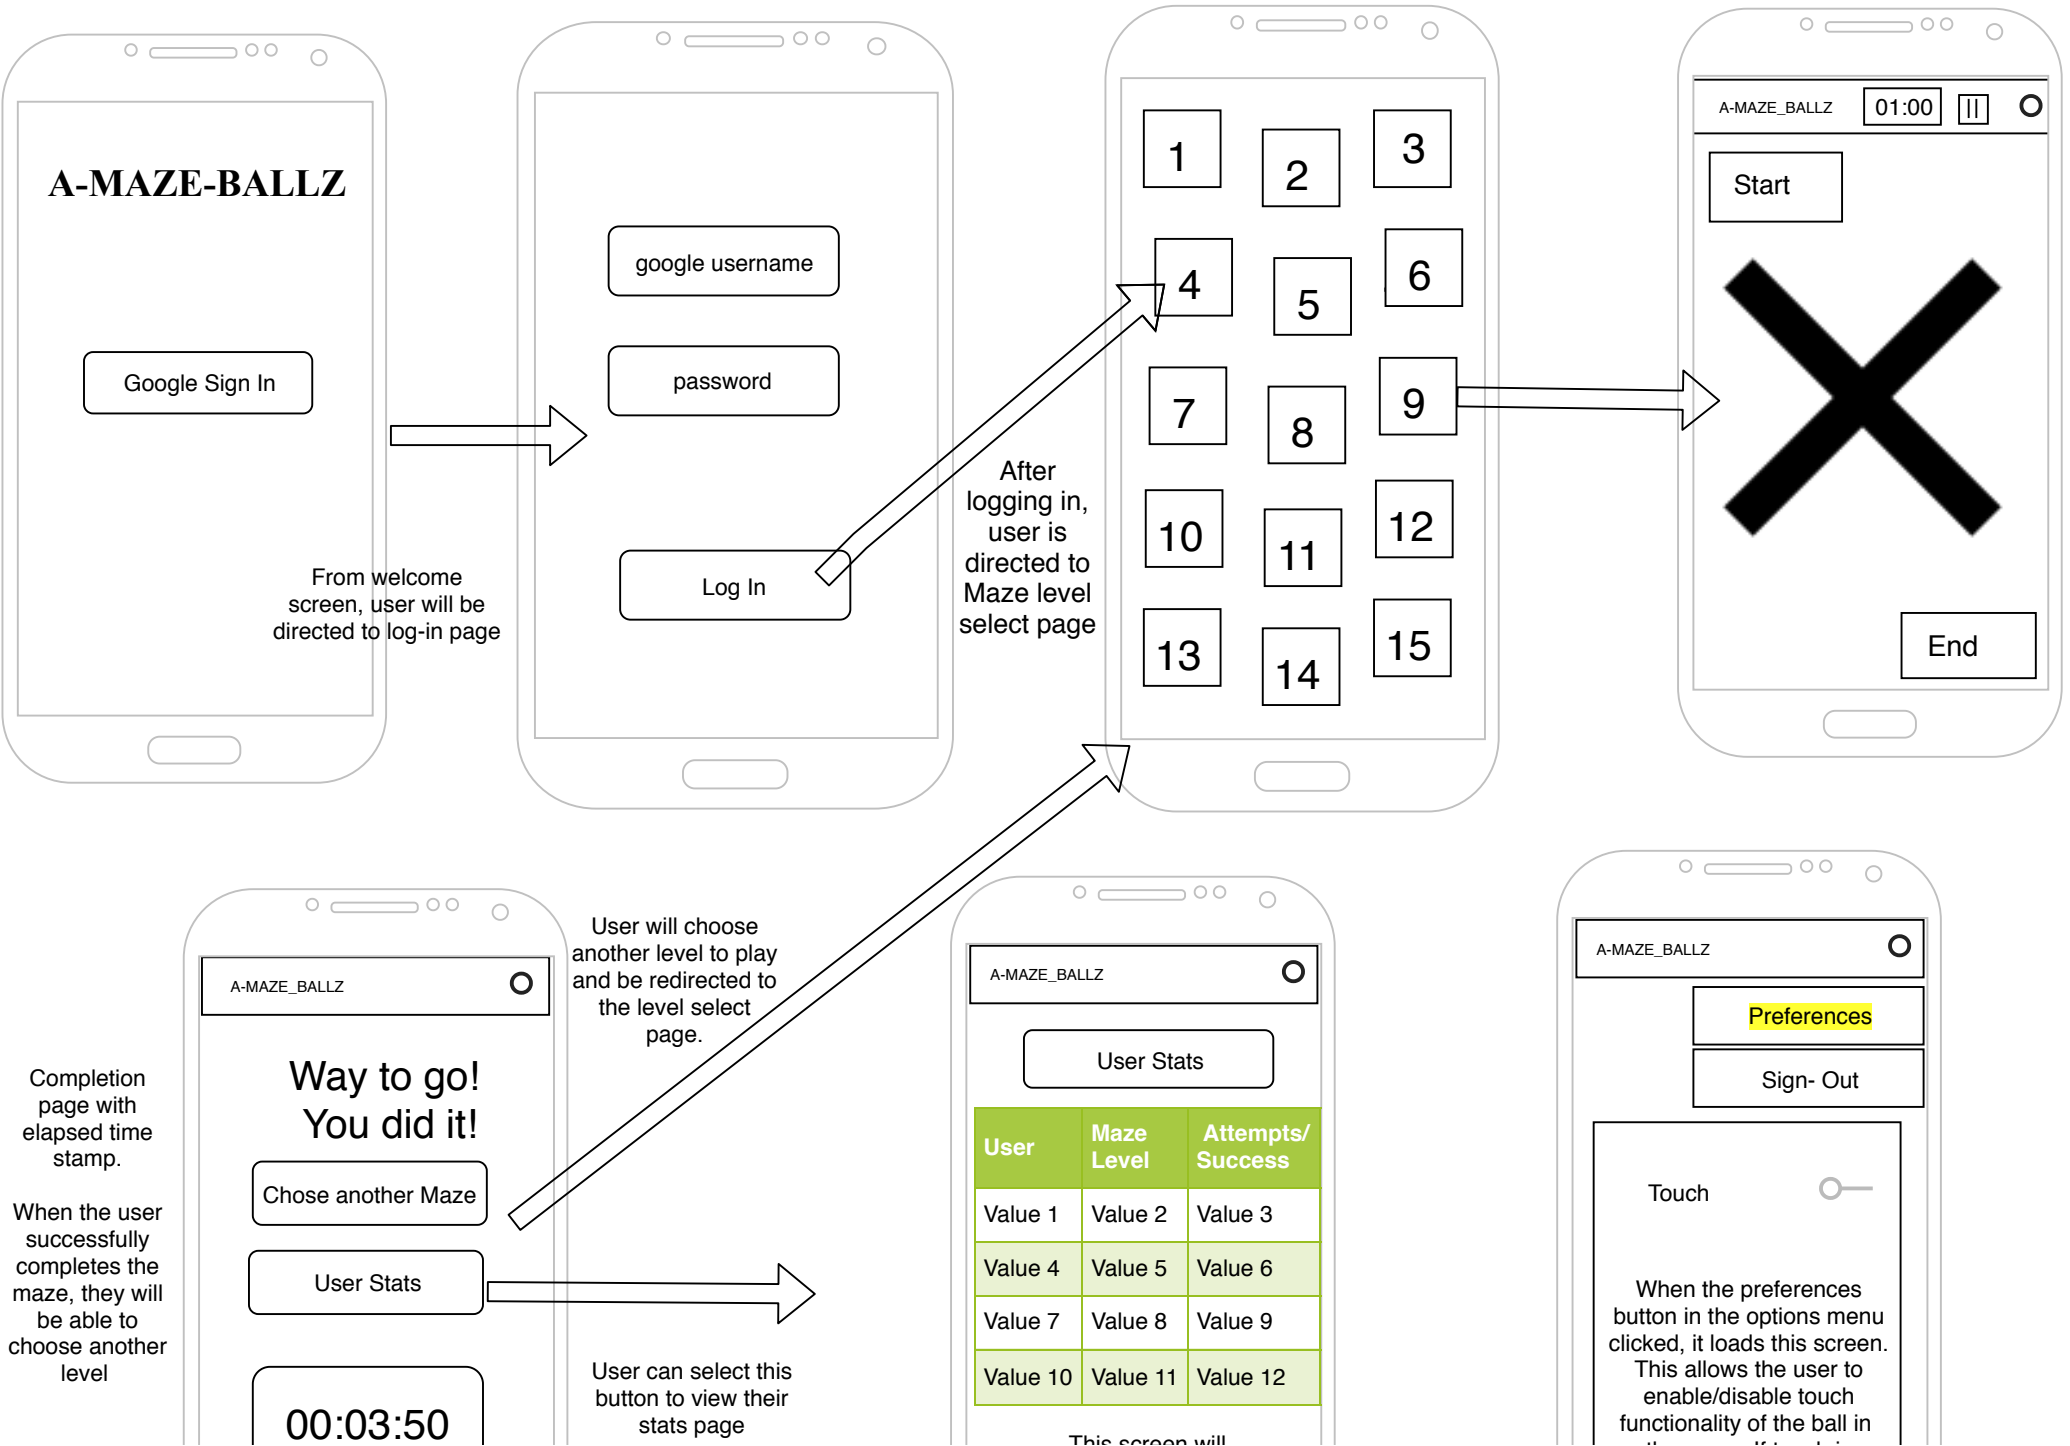 A-MAZE-BALLZ
Google Sign In
From welcome
screen, user will be
directed to log-in page
google username
password
Log In
After
logging in,
user is
directed to
Maze level
select page
1
2
3
4
5
6
7
8
9
10
11
12
13
14
15
A-MAZE_BALLZ
01:00
||
Start
End
Completion
page with
elapsed time
stamp.
When the user
successfully
completes the
maze, they will
be able to
choose another
level
A-MAZE_BALLZ
Way to go!
You did it!
Chose another Maze
User Stats
00:03:50
User will choose
another level to play
and be redirected to
the level select
page.
User can select this
button to view their
stats page
A-MAZE_BALLZ
User Stats
User Maze Level Attempts/ Success
Value 1 Value 2 Value 3
Value 4 Value 5 Value 6
Value 7 Value 8 Value 9
Value 10 Value 11 Value 12
This screen will
A-MAZE_BALLZ
Preferences
Sign- Out
Touch
When the preferences
button in the options menu
clicked, it loads this screen.
This allows the user to
enable/disable touch
functionality of the ball in